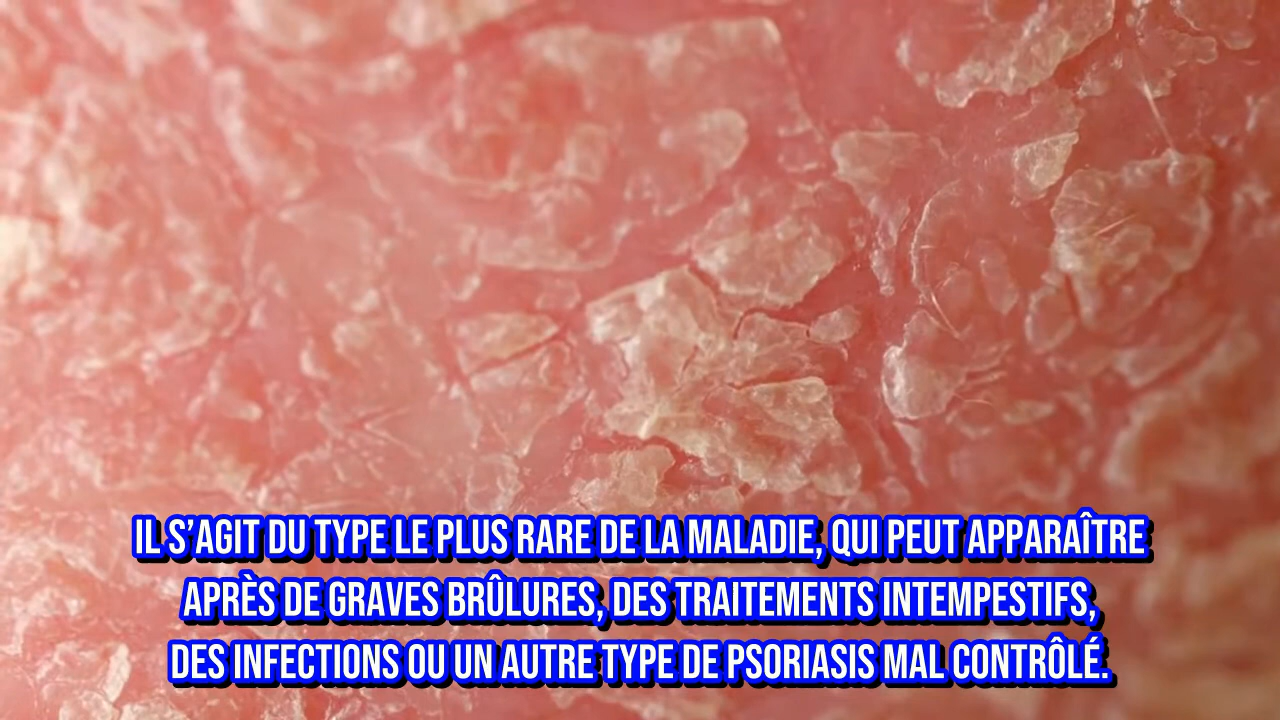 IL S’AGIT DU TYPE LE PLUS RARE DE LA MALADIE, QUI PEUT APPARAÎTRE
APRÈS DE GRAVES BRÛLURES, DES TRAITEMENTS INTEMPESTIFS,
DES INFECTIONS OU UN AUTRE TYPE DE PSORIASIS MAL CONTRÔLÉ.